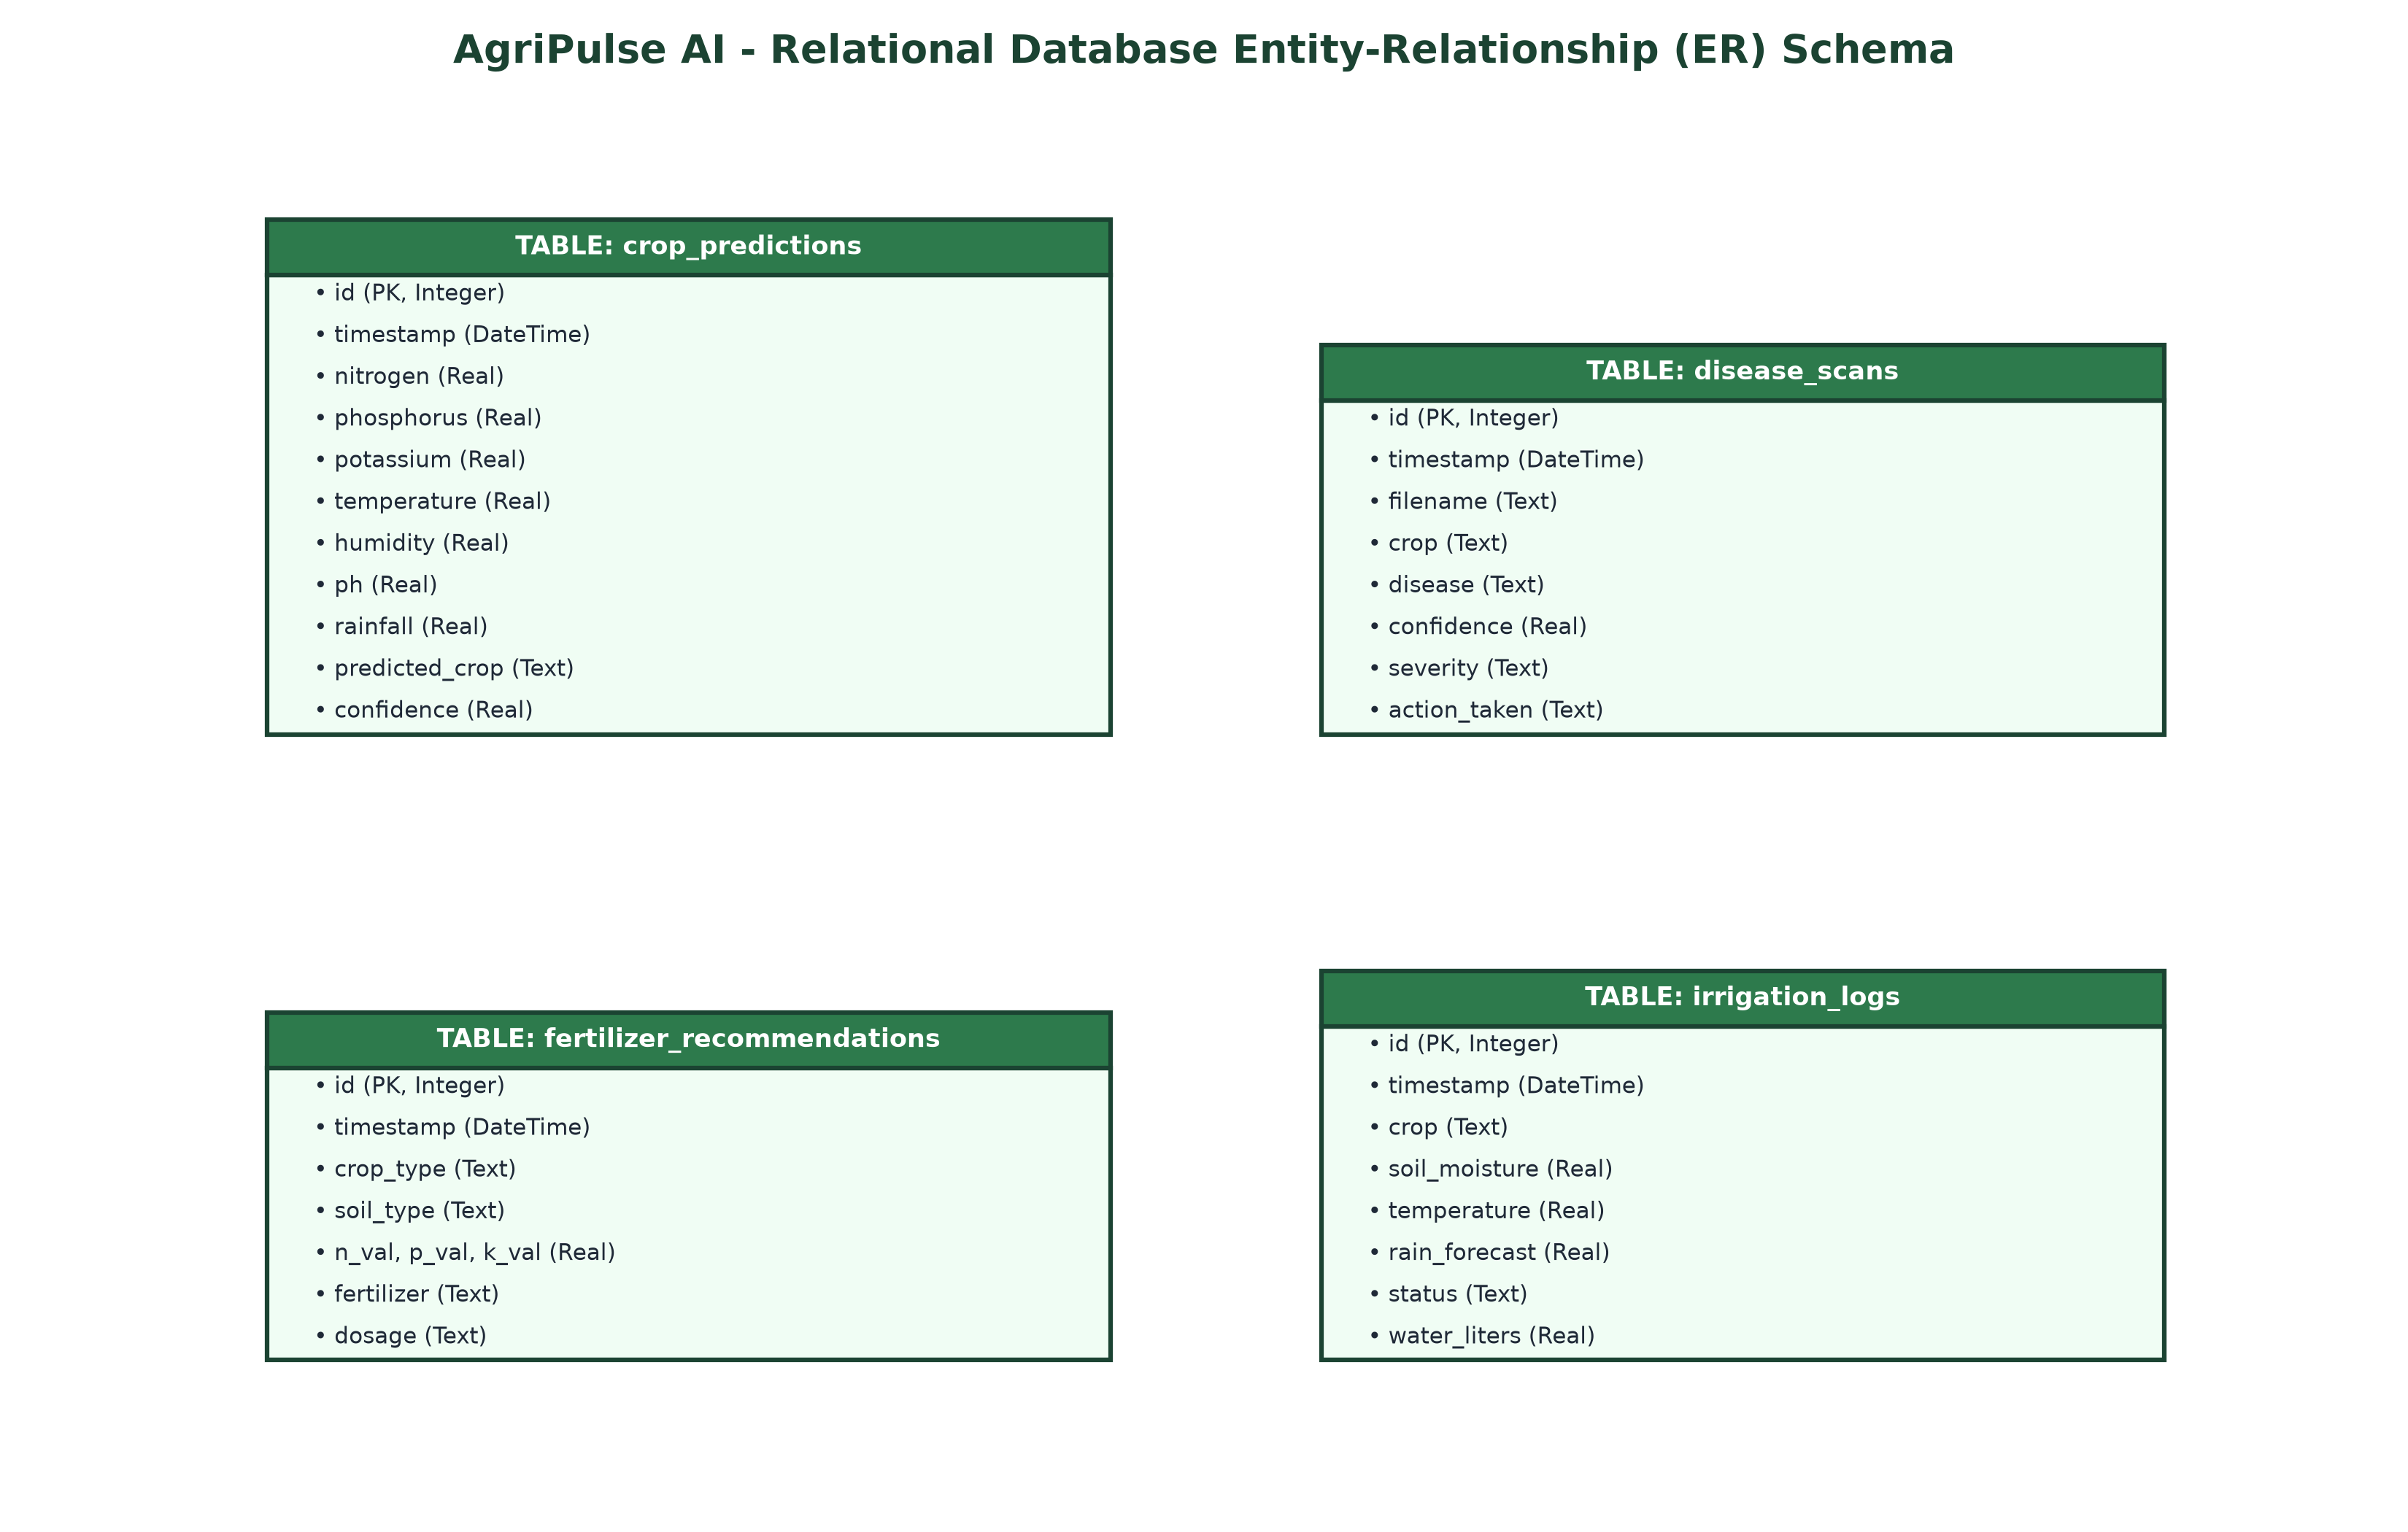 AgriPulse AI - Relational Database Entity-Relationship (ER) Schema
TABLE: crop_predictions
• id (PK, Integer)
• timestamp (DateTime)
• nitrogen (Real)
• phosphorus (Real)
• potassium (Real)
• temperature (Real)
• humidity (Real)
• ph (Real)
• rainfall (Real)
• predicted_crop (Text)
• confidence (Real)
TABLE: disease_scans
• id (PK, Integer)
• timestamp (DateTime)
• filename (Text)
• crop (Text)
• disease (Text)
• confidence (Real)
• severity (Text)
• action_taken (Text)
TABLE: fertilizer_recommendations
• id (PK, Integer)
• timestamp (DateTime)
• crop_type (Text)
• soil_type (Text)
• n_val, p_val, k_val (Real)
• fertilizer (Text)
• dosage (Text)
TABLE: irrigation_logs
• id (PK, Integer)
• timestamp (DateTime)
• crop (Text)
• soil_moisture (Real)
• temperature (Real)
• rain_forecast (Real)
• status (Text)
• water_liters (Real)